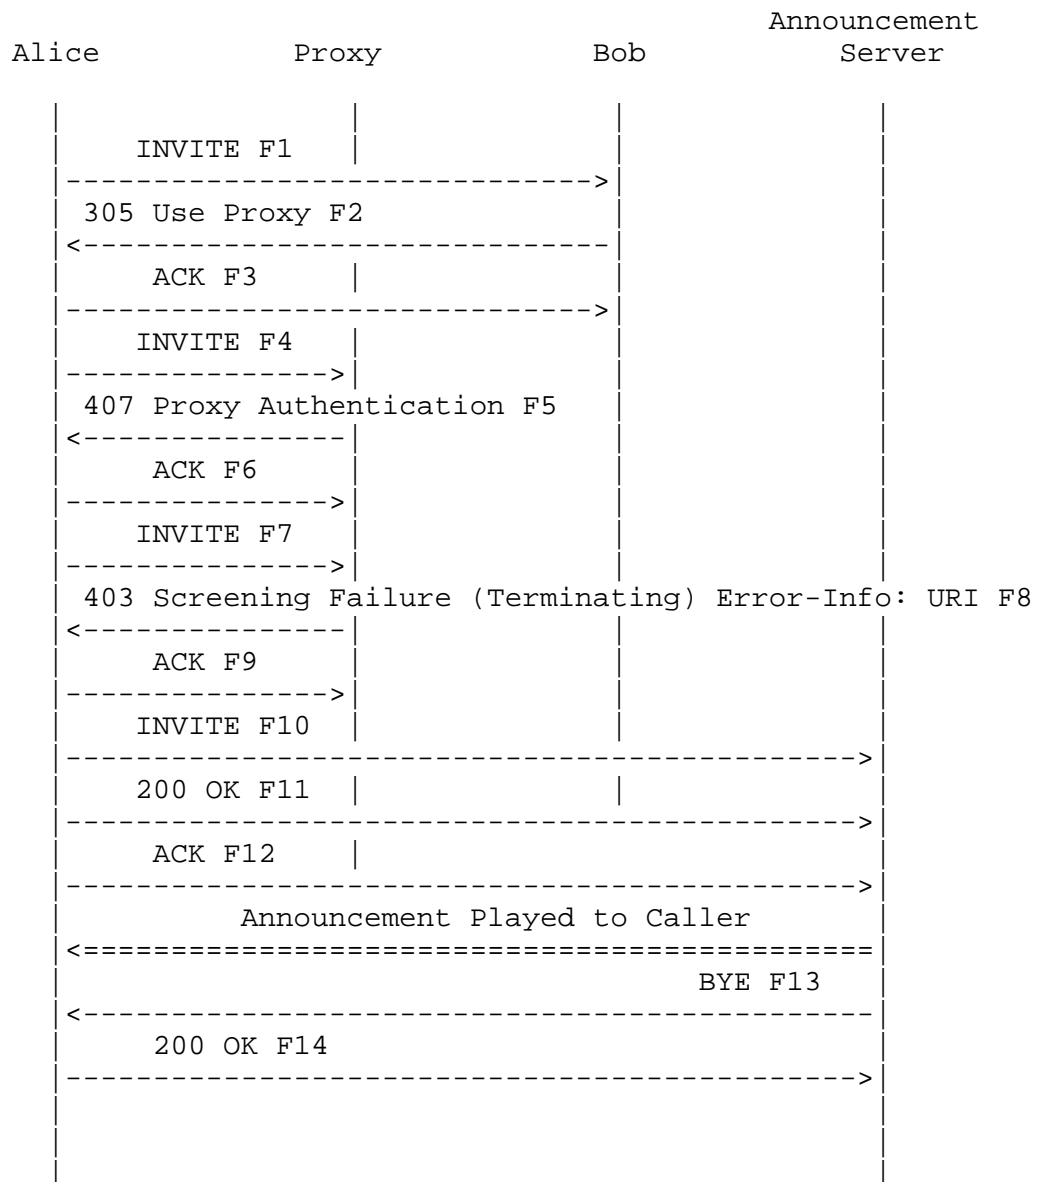 Announcement
Alice Proxy Bob Server
INVITE F1
305 Use Proxy F2
ACK F3
INVITE F4
407 Proxy Authentication F5
ACK F6
INVITE F7
403 Screening Failure (Terminating) Error-Info: URI F8
ACK F9
INVITE F10
200 OK F11
ACK F12
Announcement Played to Caller
BYE F13
200 OK F14